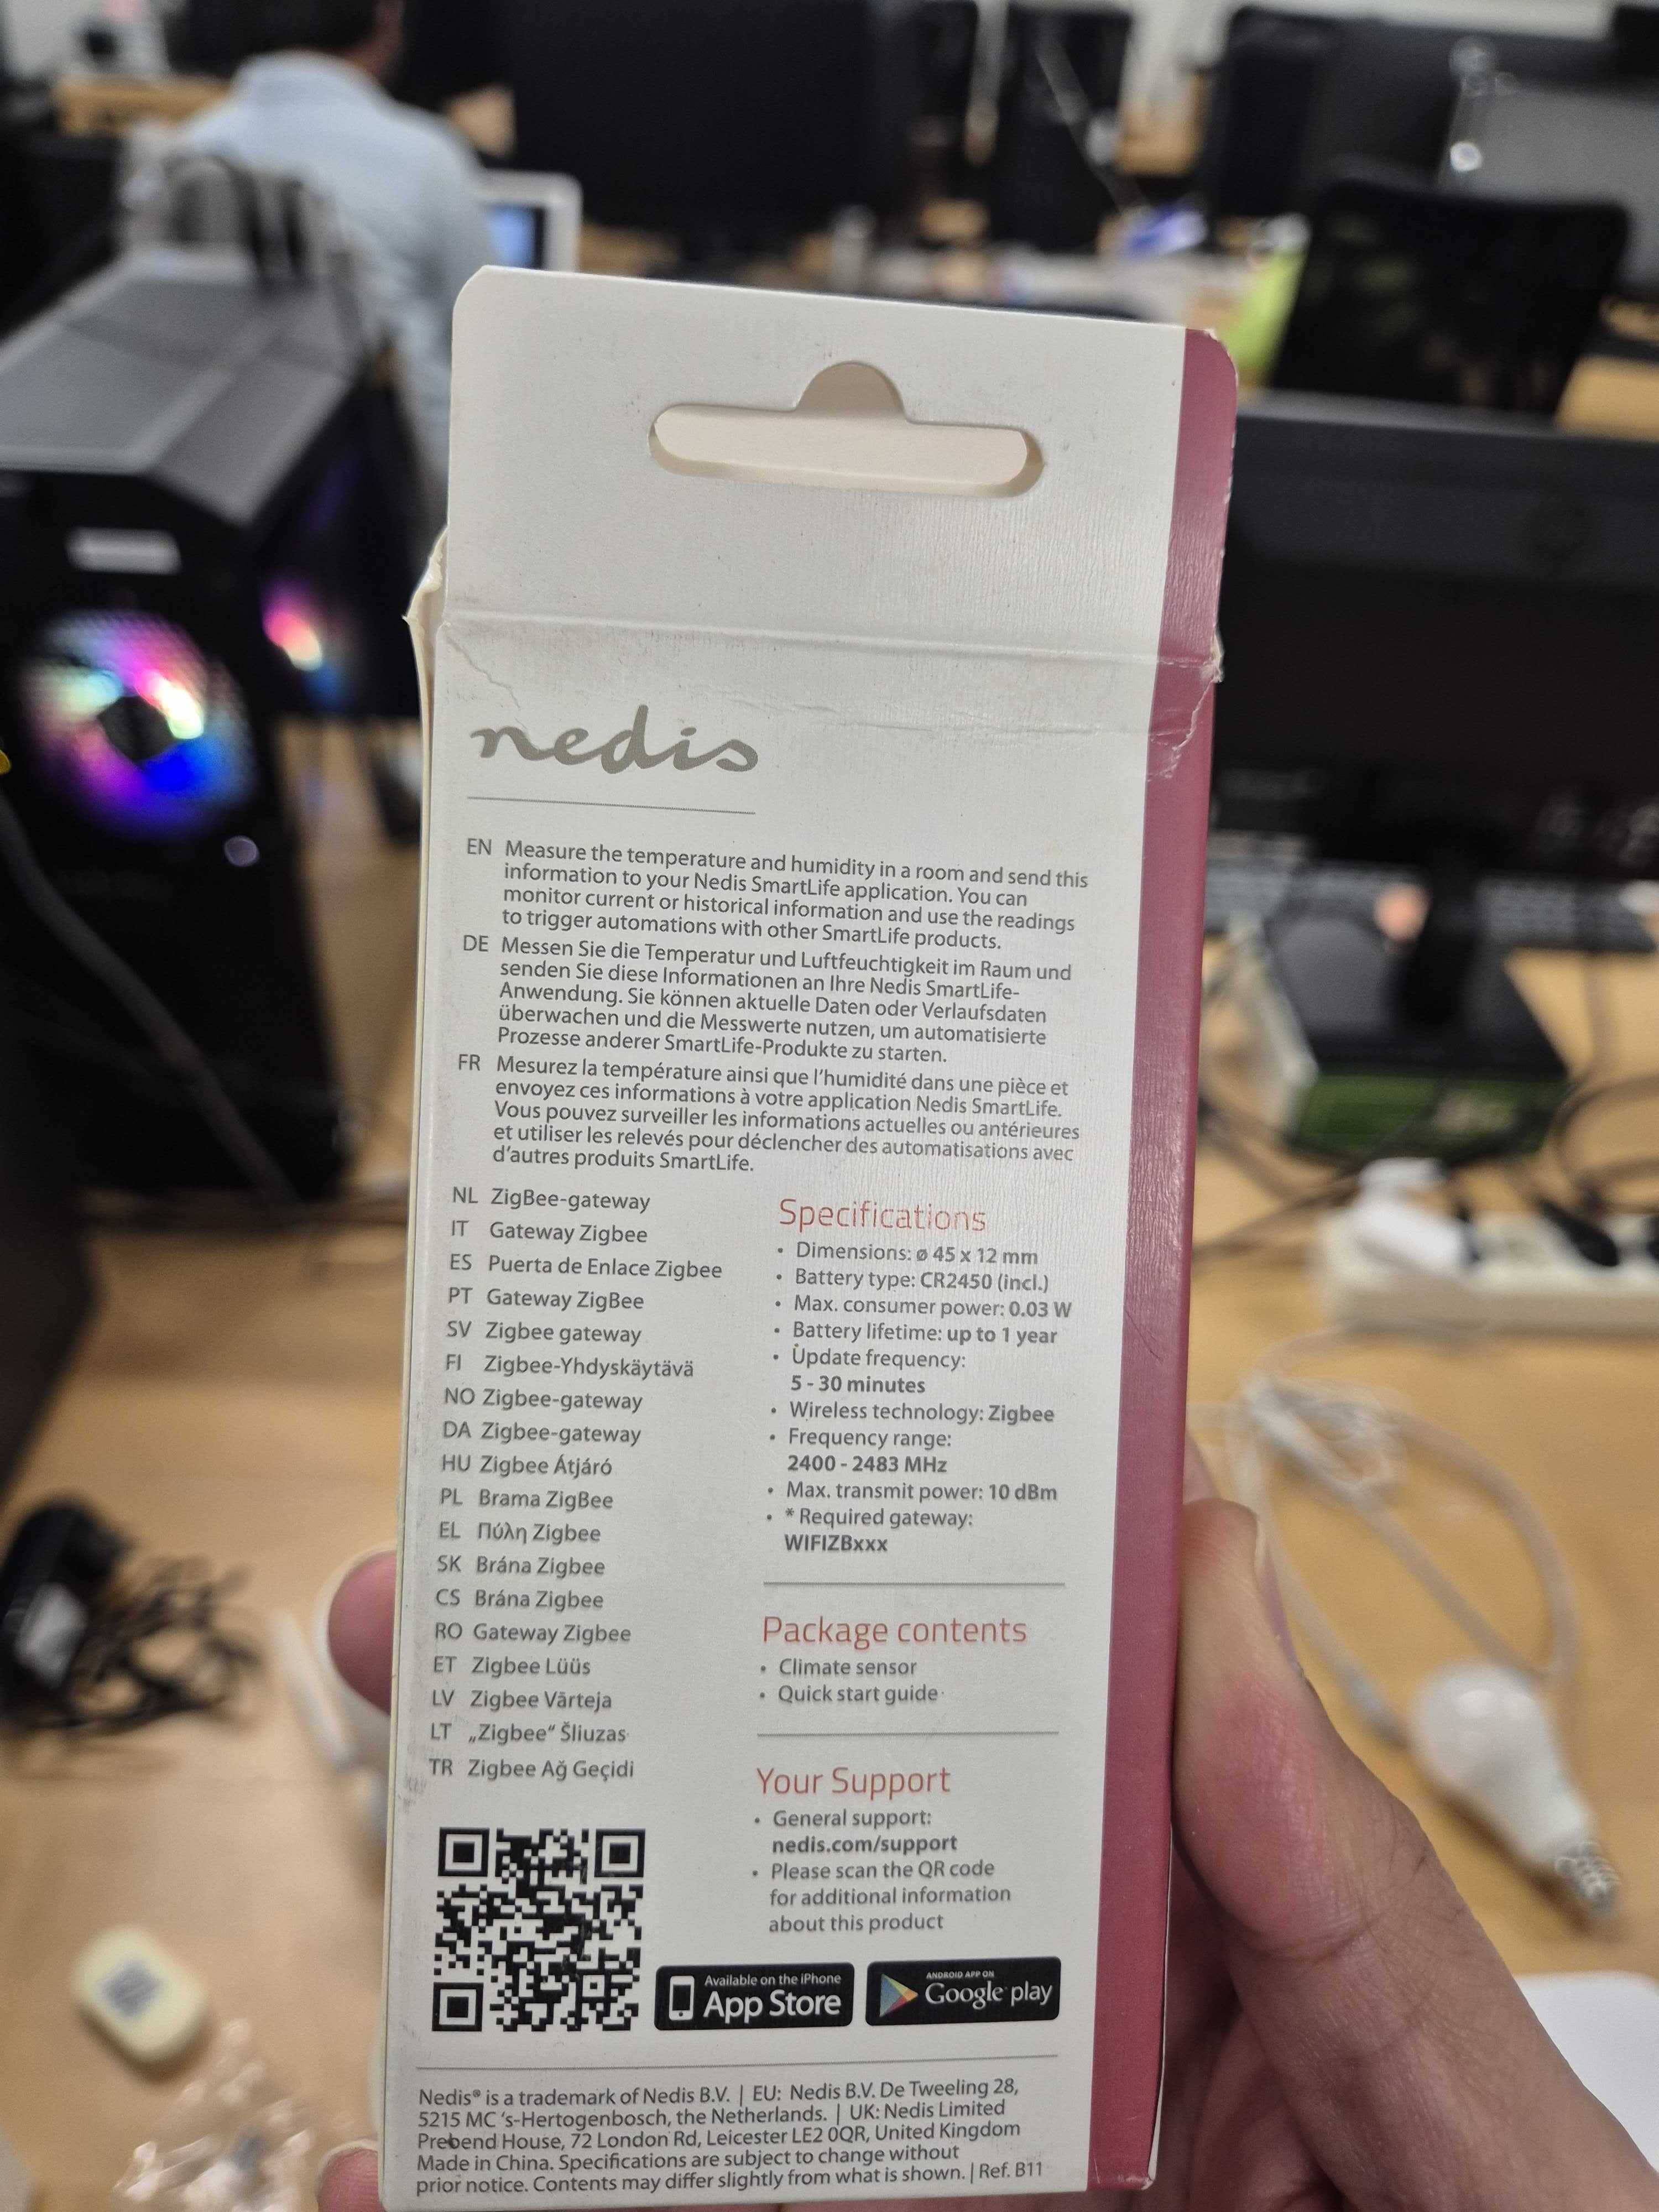 nedis
EN Measure the temperature and humidity in a room and send this
information to your Nedis SmartLife application. You can
monitor current or historical information and use the readings
to trigger automations with other SmartLife products.
DE Messen Sie die Temperatur und Luftfeuchtigkeit im Raum und
senden Sie diese Informationen an Ihre Nedis SmartLife-
Anwendung. Sie können aktuelle Daten oder Verlaufsdaten
überwachen und die Messwerte nutzen, um automatisierte
Prozesse anderer SmartLife-Produkte zu starten.
FR Mesurez la température ainsi que l'humidité dans une pièce et
envoyez ces informations à votre application Nedis SmartLife.
Vous pouvez surveiller les informations actuelles ou antérieures
et utiliser les relevés pour déclencher des automatisations avec
d'autres produits SmartLife.
NL ZigBee-gateway
IT Gateway Zigbee
ES Puerta de Enlace Zigbee
PT Gateway ZigBee
SV Zigbee gateway
FI Zigbee-Yhdyskäytävä
NO Zigbee-gateway
DA Zigbee-gateway
HU Zigbee Átjáró
PL Brama ZigBee
EL Πύλη Zigbee
SK Brána Zigbee
CS Brána Zigbee
RO Gateway Zigbee
ET Zigbee Lüüs
LV Zigbee Vārteja
LT „Zigbee“ Šliuzas
TR Zigbee Ağ Geçidi
Specifications
• Dimensions: ø 45 x 12 mm
• Battery type: CR2450 (incl.)
• Max. consumer power: 0.03 W
• Battery lifetime: up to 1 year
• Update frequency:
5 - 30 minutes
• Wireless technology: Zigbee
• Frequency range:
2400 - 2483 MHz
• Max. transmit power: 10 dBm
• * Required gateway:
WIFIZBxxx
Package contents
• Climate sensor
• Quick start guide
Your Support
• General support:
nedis.com/support
• Please scan the QR code
for additional information
about this product
Available on the iPhone
App Store
ANDROID APP ON
Google play
Nedis® is a trademark of Nedis B.V. | EU: Nedis B.V. De Tweeling 28,
5215 MC 's-Hertogenbosch, the Netherlands. | UK: Nedis Limited
Prebend House, 72 London Rd, Leicester LE2 0QR, United Kingdom
Made in China. Specifications are subject to change without
prior notice. Contents may differ slightly from what is shown. | Ref. B11